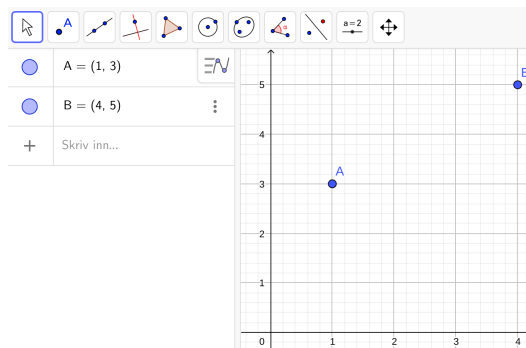 A
a=2
A = (1, 3)
B = (4, 5)
Skriv inn...
5
B
4
A
3
2
1
0
1
2
3
4